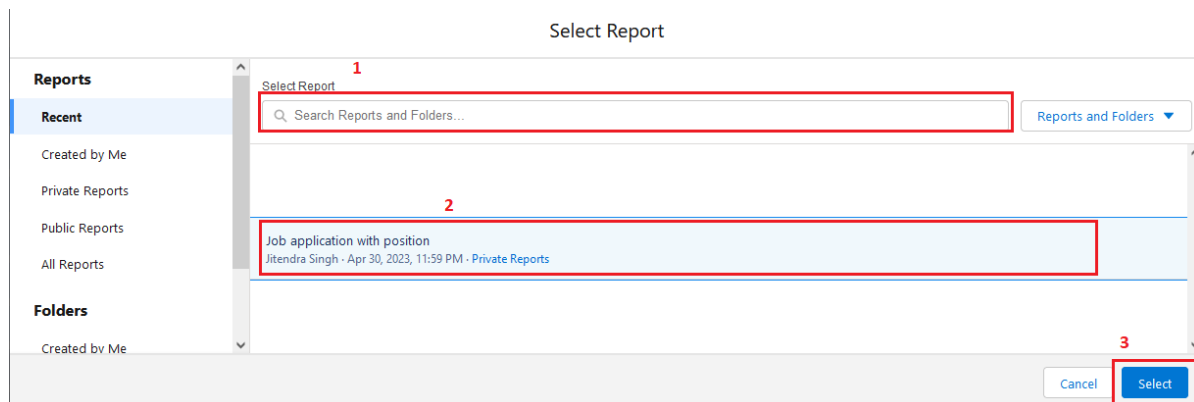 Select Report
Reports
Recent
Created by Me
Private Reports
Public Reports
All Reports
Folders
Created by Me
1
Select Report
Search Reports and Folders...
Reports and Folders
2
Job application with position
Jitendra Singh · Apr 30, 2023, 11:59 PM · Private Reports
3
Cancel
Select